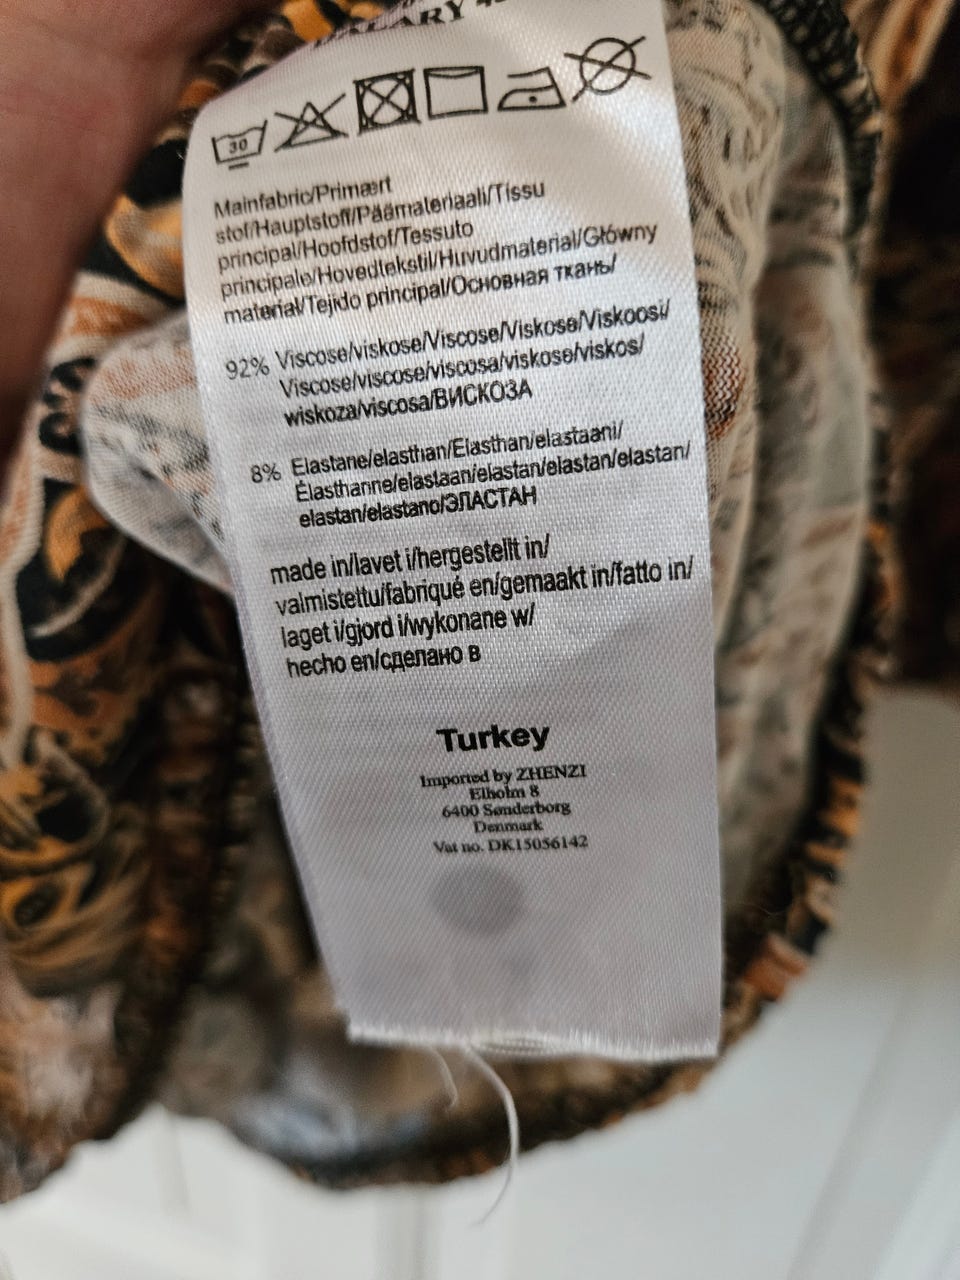 30
Mainfabric/Primært
stof/Hauptstoff/Päämateriaali/Tissu
principal/Hoofdstof/Tessuto
principale/Hovedtekstil/Huvudmaterial/Główny
material/Tejido principal/Основная ткань/
92% Viscose/viskose/Viscose/Viskose/Viskoosi/
Viscose/viscose/viscosa/viskose/viskos/
wiskoza/viscosa/ВИСКОЗА
8% Elastane/elasthan/Elasthan/elastaani/
Élasthanne/elastaan/elastan/elastan/elastan/
elastan/elastano/ЭЛАСТАН
made in/lavet i/hergestellt in/
valmistettu/fabriqué en/gemaakt in/fatto in/
laget i/gjord i/wykonane w/
hecho en/сделано в
Turkey
Imported by ZHENZI
Elholm 8
6400 Sønderborg
Denmark
Vat no. DK15056142